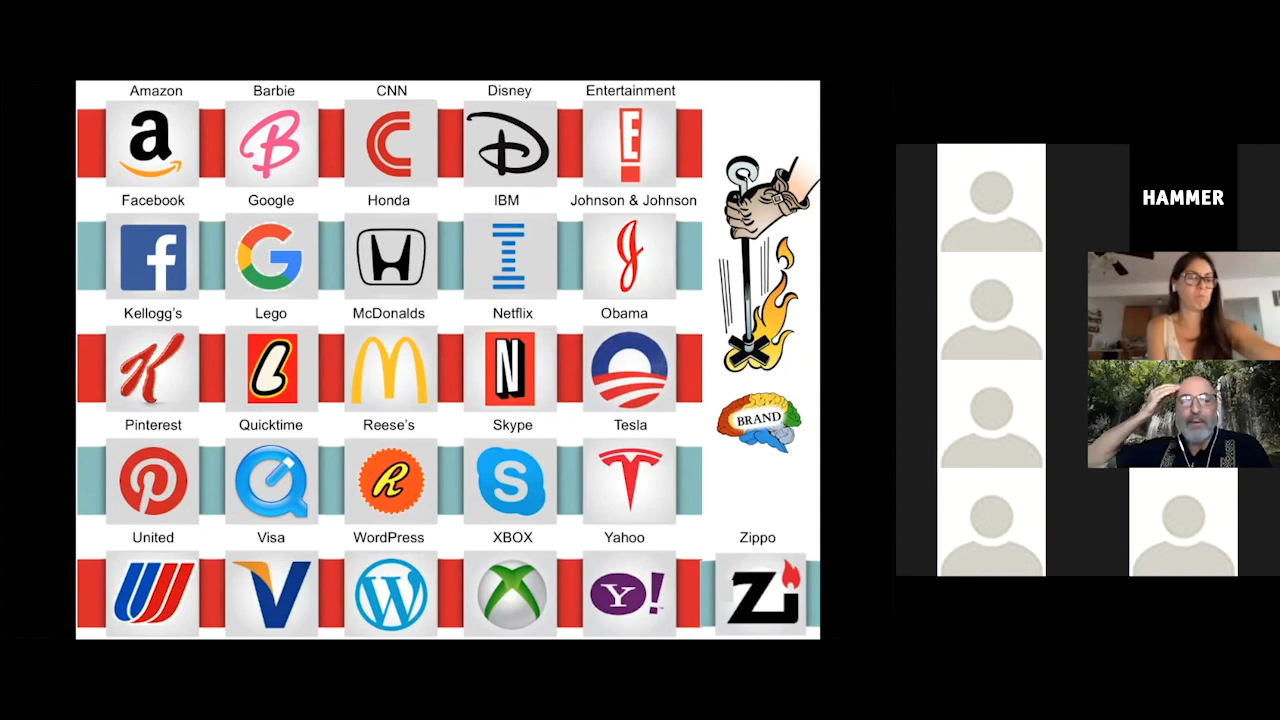 Amazon Barbie CNN Disney Entertainment
a B C D E!
Facebook Google Honda IBM Johnson & Johnson
f G H I J
Kellogg's Lego McDonalds Netflix Obama
K L M N O
BRAND
Pinterest Quicktime Reese's Skype Tesla
P Q R S T
United Visa WordPress XBOX Yahoo Zippo
U V W X Y! Z
HAMMER